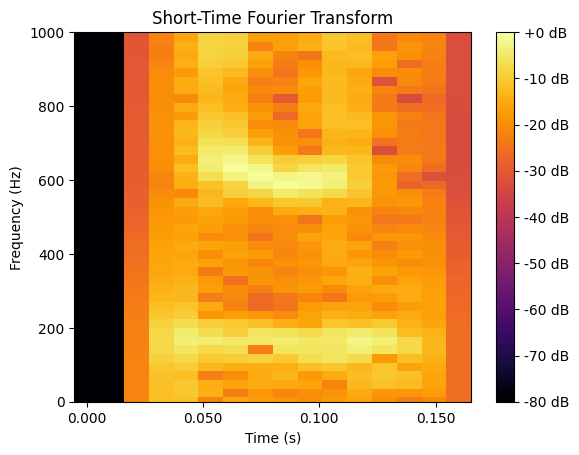 Short-Time Fourier Transform
1000
800
600
400
200
0
Frequency (Hz)
0.000
0.050
0.100
0.150
Time (s)
+0 dB
-10 dB
-20 dB
-30 dB
-40 dB
-50 dB
-60 dB
-70 dB
-80 dB